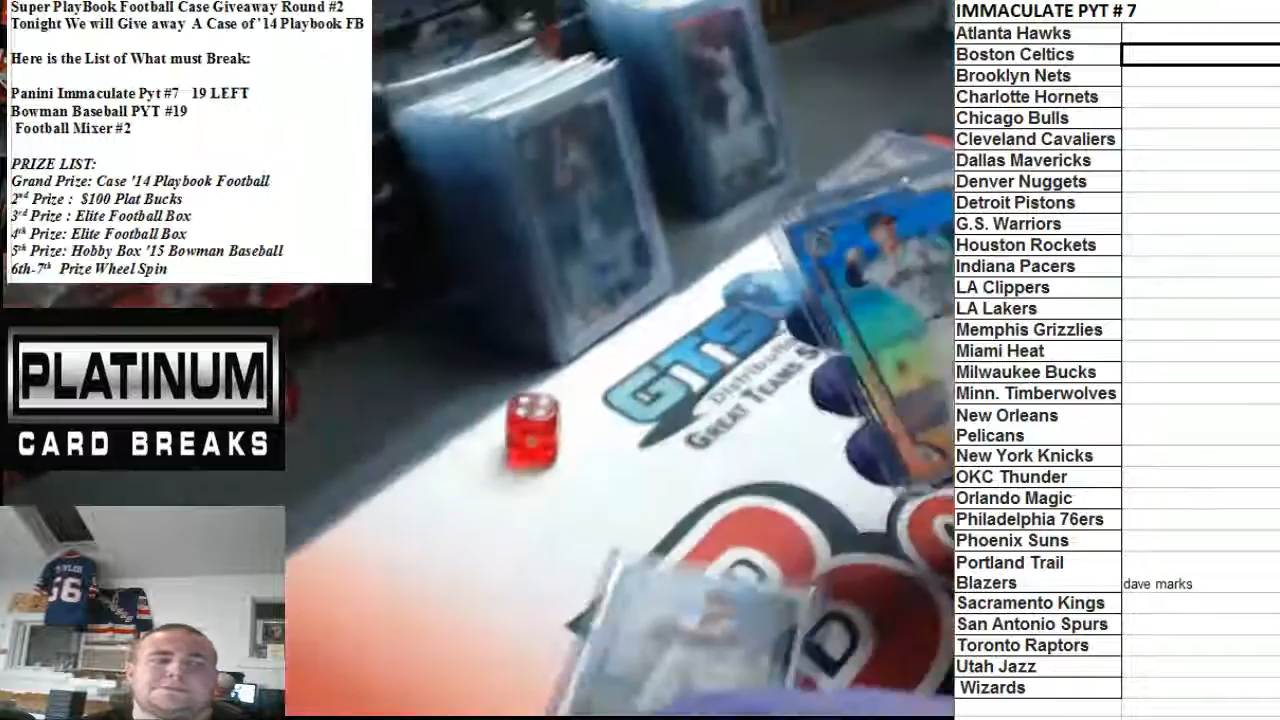 Super PlayBook Football Case Giveaway Round #2
Tonight We will Give away A Case of '14 Playbook FB
Here is the List of What must Break:
Panini Immaculate Pyt #7 19 LEFT
Bowman Baseball PYT #19
Football Mixer #2
PRIZE LIST:
Grand Prize: Case '14 Playbook Football
2nd Prize : $100 Plat Bucks
3rd Prize : Elite Football Box
4th Prize: Elite Football Box
5th Prize: Hobby Box '15 Bowman Baseball
6th-7th Prize Wheel Spin
PLATINUM
CARD BREAKS
56
GTS
DISTRIBUTION
GREAT TEAMS
IMMACULATE PYT # 7
Atlanta Hawks
Boston Celtics
Brooklyn Nets
Charlotte Hornets
Chicago Bulls
Cleveland Cavaliers
Dallas Mavericks
Denver Nuggets
Detroit Pistons
G.S. Warriors
Houston Rockets
Indiana Pacers
LA Clippers
LA Lakers
Memphis Grizzlies
Miami Heat
Milwaukee Bucks
Minn. Timberwolves
New Orleans
Pelicans
New York Knicks
OKC Thunder
Orlando Magic
Philadelphia 76ers
Phoenix Suns
Portland Trail
Blazers dave marks
Sacramento Kings
San Antonio Spurs
Toronto Raptors
Utah Jazz
Wizards